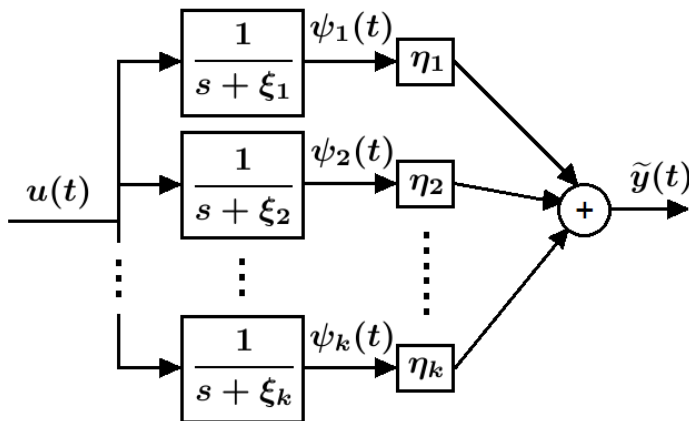 1 / (s + ξ₁) ψ₁(t) η₁
u(t) 1 / (s + ξ₂) ψ₂(t) η₂ + ỹ(t)
1 / (s + ξₖ) ψₖ(t) ηₖ